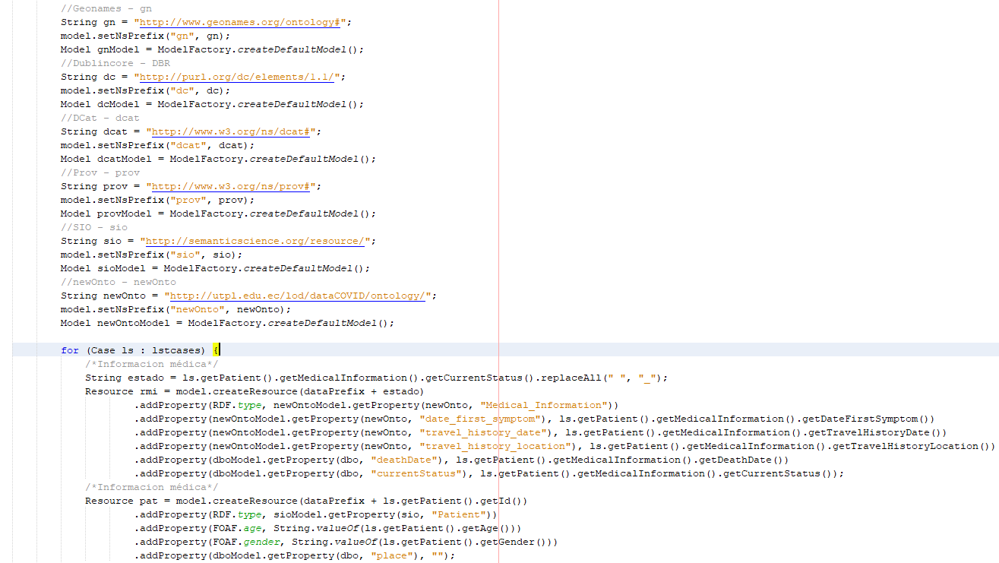 //Geonames - gn
String gn = "http://www.geonames.org/ontology#";
model.setNsPrefix("gn", gn);
Model gnModel = ModelFactory.createDefaultModel();
//Dublincore - DBR
String dc = "http://purl.org/dc/elements/1.1/";
model.setNsPrefix("dc", dc);
Model dcModel = ModelFactory.createDefaultModel();
//DCat - dcat
String dcat = "http://www.w3.org/ns/dcat#";
model.setNsPrefix("dcat", dcat);
Model dcatModel = ModelFactory.createDefaultModel();
//Prov - prov
String prov = "http://www.w3.org/ns/prov#";
model.setNsPrefix("prov", prov);
Model provModel = ModelFactory.createDefaultModel();
//SIO - sio
String sio = "http://semanticscience.org/resource/";
model.setNsPrefix("sio", sio);
Model sioModel = ModelFactory.createDefaultModel();
//newOnto - newOnto
String newOnto = "http://utpl.edu.ec/lod/dataCOVID/ontology/";
model.setNsPrefix("newOnto", newOnto);
Model newOntoModel = ModelFactory.createDefaultModel();
for (Case ls : lstcases) {
/*Informacion médica*/
String estado = ls.getPatient().getMedicalInformation().getCurrentStatus().replaceAll(" ", "_");
Resource rmi = model.createResource(dataPrefix + estado)
.addProperty(RDF.type, newOntoModel.getProperty(newOnto, "Medical_Information"))
.addProperty(newOntoModel.getProperty(newOnto, "date_first_symptom"), ls.getPatient().getMedicalInformation().getDateFirstSymptom())
.addProperty(newOntoModel.getProperty(newOnto, "travel_history_date"), ls.getPatient().getMedicalInformation().getTravelHistoryDate())
.addProperty(newOntoModel.getProperty(newOnto, "travel_history_location"), ls.getPatient().getMedicalInformation().getTravelHistoryLocation())
.addProperty(dboModel.getProperty(dbo, "deathDate"), ls.getPatient().getMedicalInformation().getDeathDate())
.addProperty(dboModel.getProperty(dbo, "currentStatus"), ls.getPatient().getMedicalInformation().getCurrentStatus());
/*Informacion médica*/
Resource pat = model.createResource(dataPrefix + ls.getPatient().getId())
.addProperty(RDF.type, sioModel.getProperty(sio, "Patient"))
.addProperty(FOAF.age, String.valueOf(ls.getPatient().getAge()))
.addProperty(FOAF.gender, String.valueOf(ls.getPatient().getGender()))
.addProperty(dboModel.getProperty(dbo, "place"), "");